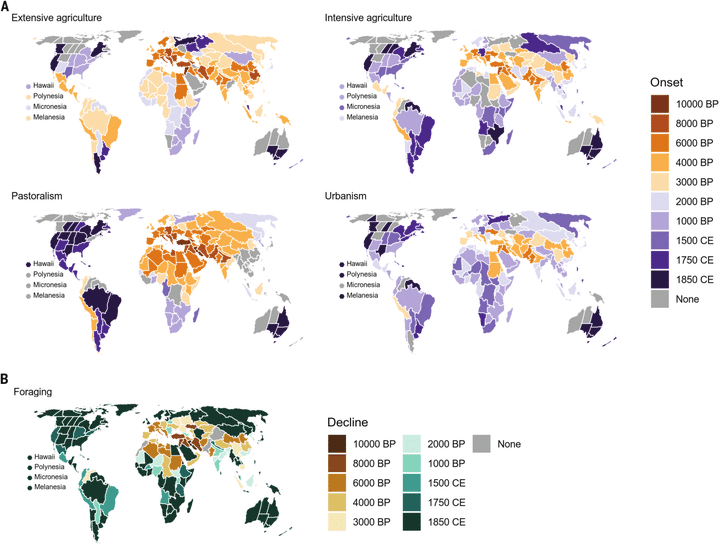 A
Extensive agriculture
Intensive agriculture
Hawaii
Polynesia
Micronesia
Melanesia
Hawaii
Polynesia
Micronesia
Melanesia
Pastoralism
Urbanism
Hawaii
Polynesia
Micronesia
Melanesia
Hawaii
Polynesia
Micronesia
Melanesia
Onset
10000 BP
8000 BP
6000 BP
4000 BP
3000 BP
2000 BP
1000 BP
1500 CE
1750 CE
1850 CE
None
B
Foraging
Hawaii
Polynesia
Micronesia
Melanesia
Decline
10000 BP 2000 BP None
8000 BP 1000 BP
6000 BP 1500 CE
4000 BP 1750 CE
3000 BP 1850 CE